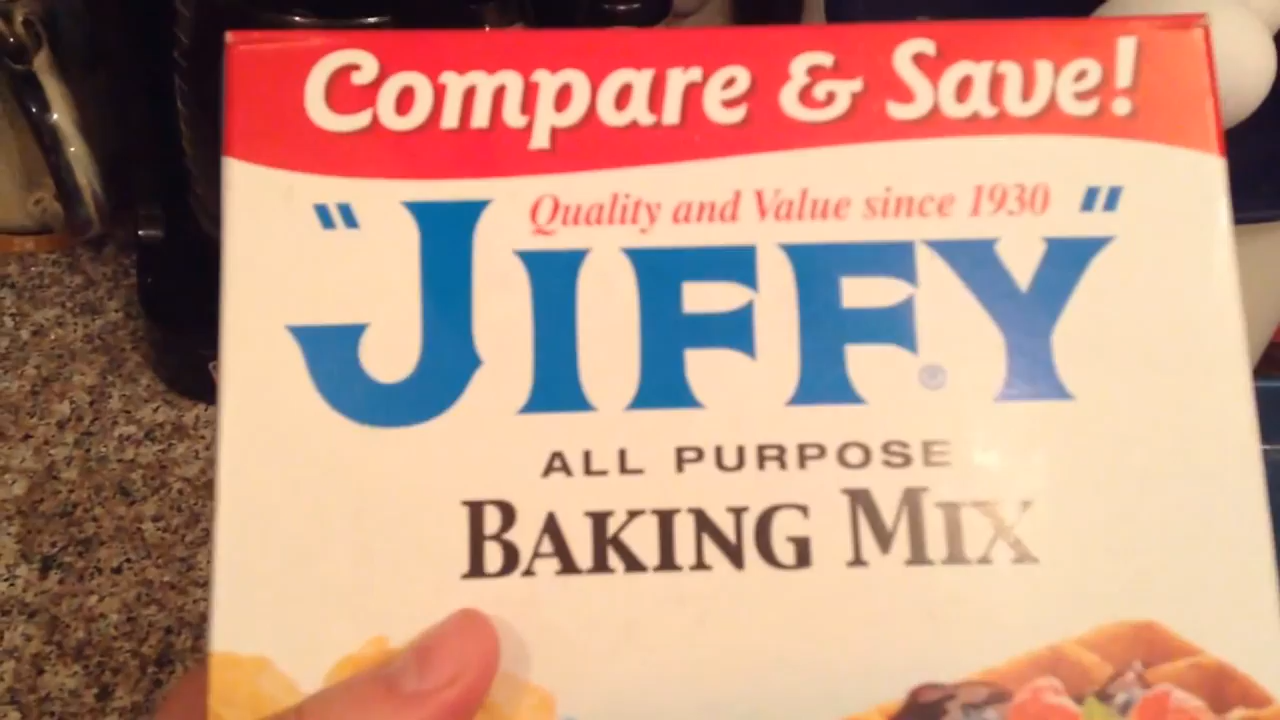 Compare & Save!
Quality and Value since 1930
"JIFFY"
ALL PURPOSE
BAKING MIX